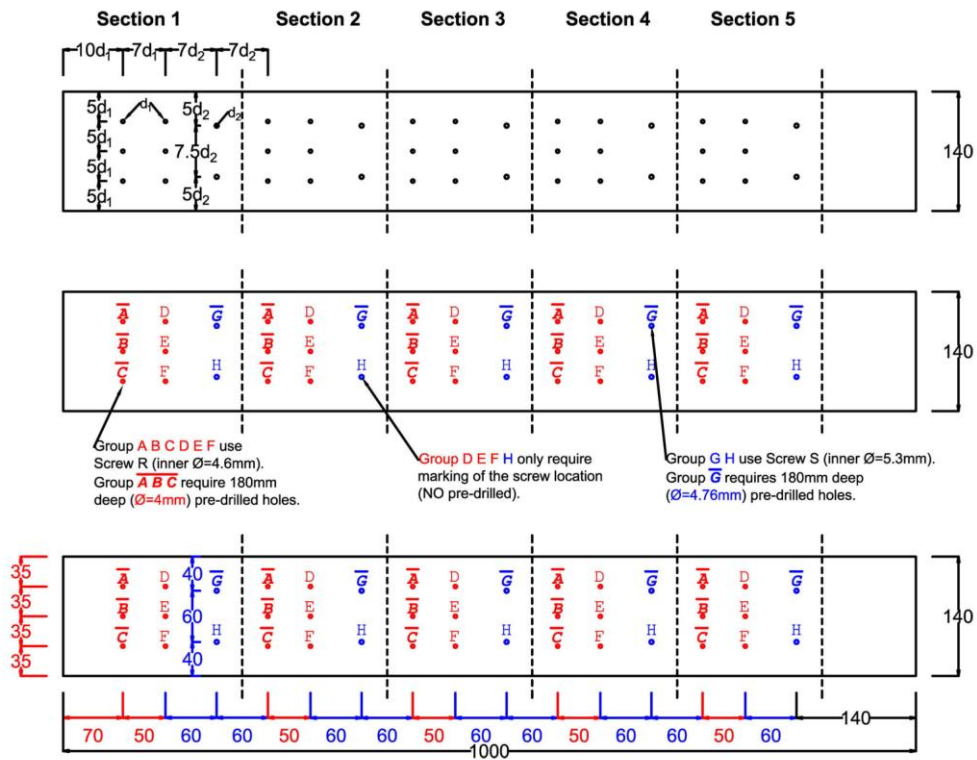 Section 1 Section 2 Section 3 Section 4 Section 5
10d₁ 7d₁ 7d₂ 7d₂
5d₁ d₁ 5d₂ d₂
5d₁ 7.5d₂ 140
5d₁
5d₁ 5d₂
A D G A D G A D G A D G A D G
B E B E B E B E B E 140
C F H C F H C F H C F H C F H
Group A B C D E F use
Screw R (inner Ø=4.6mm).
Group A B C require 180mm
deep (Ø=4mm) pre-drilled holes.
Group D E F H only require
marking of the screw location
(NO pre-drilled).
Group G H use Screw S (inner Ø=5.3mm).
Group G requires 180mm deep
(Ø=4.76mm) pre-drilled holes.
35 A D 40 G A D G A D G A D G A D G
35 B E 60 B E B E B E B E 140
35 C F H C F H C F H C F H C F H
35 40
140
70 50 60 60 50 60 60 50 60 60 50 60 60 50 60
1000